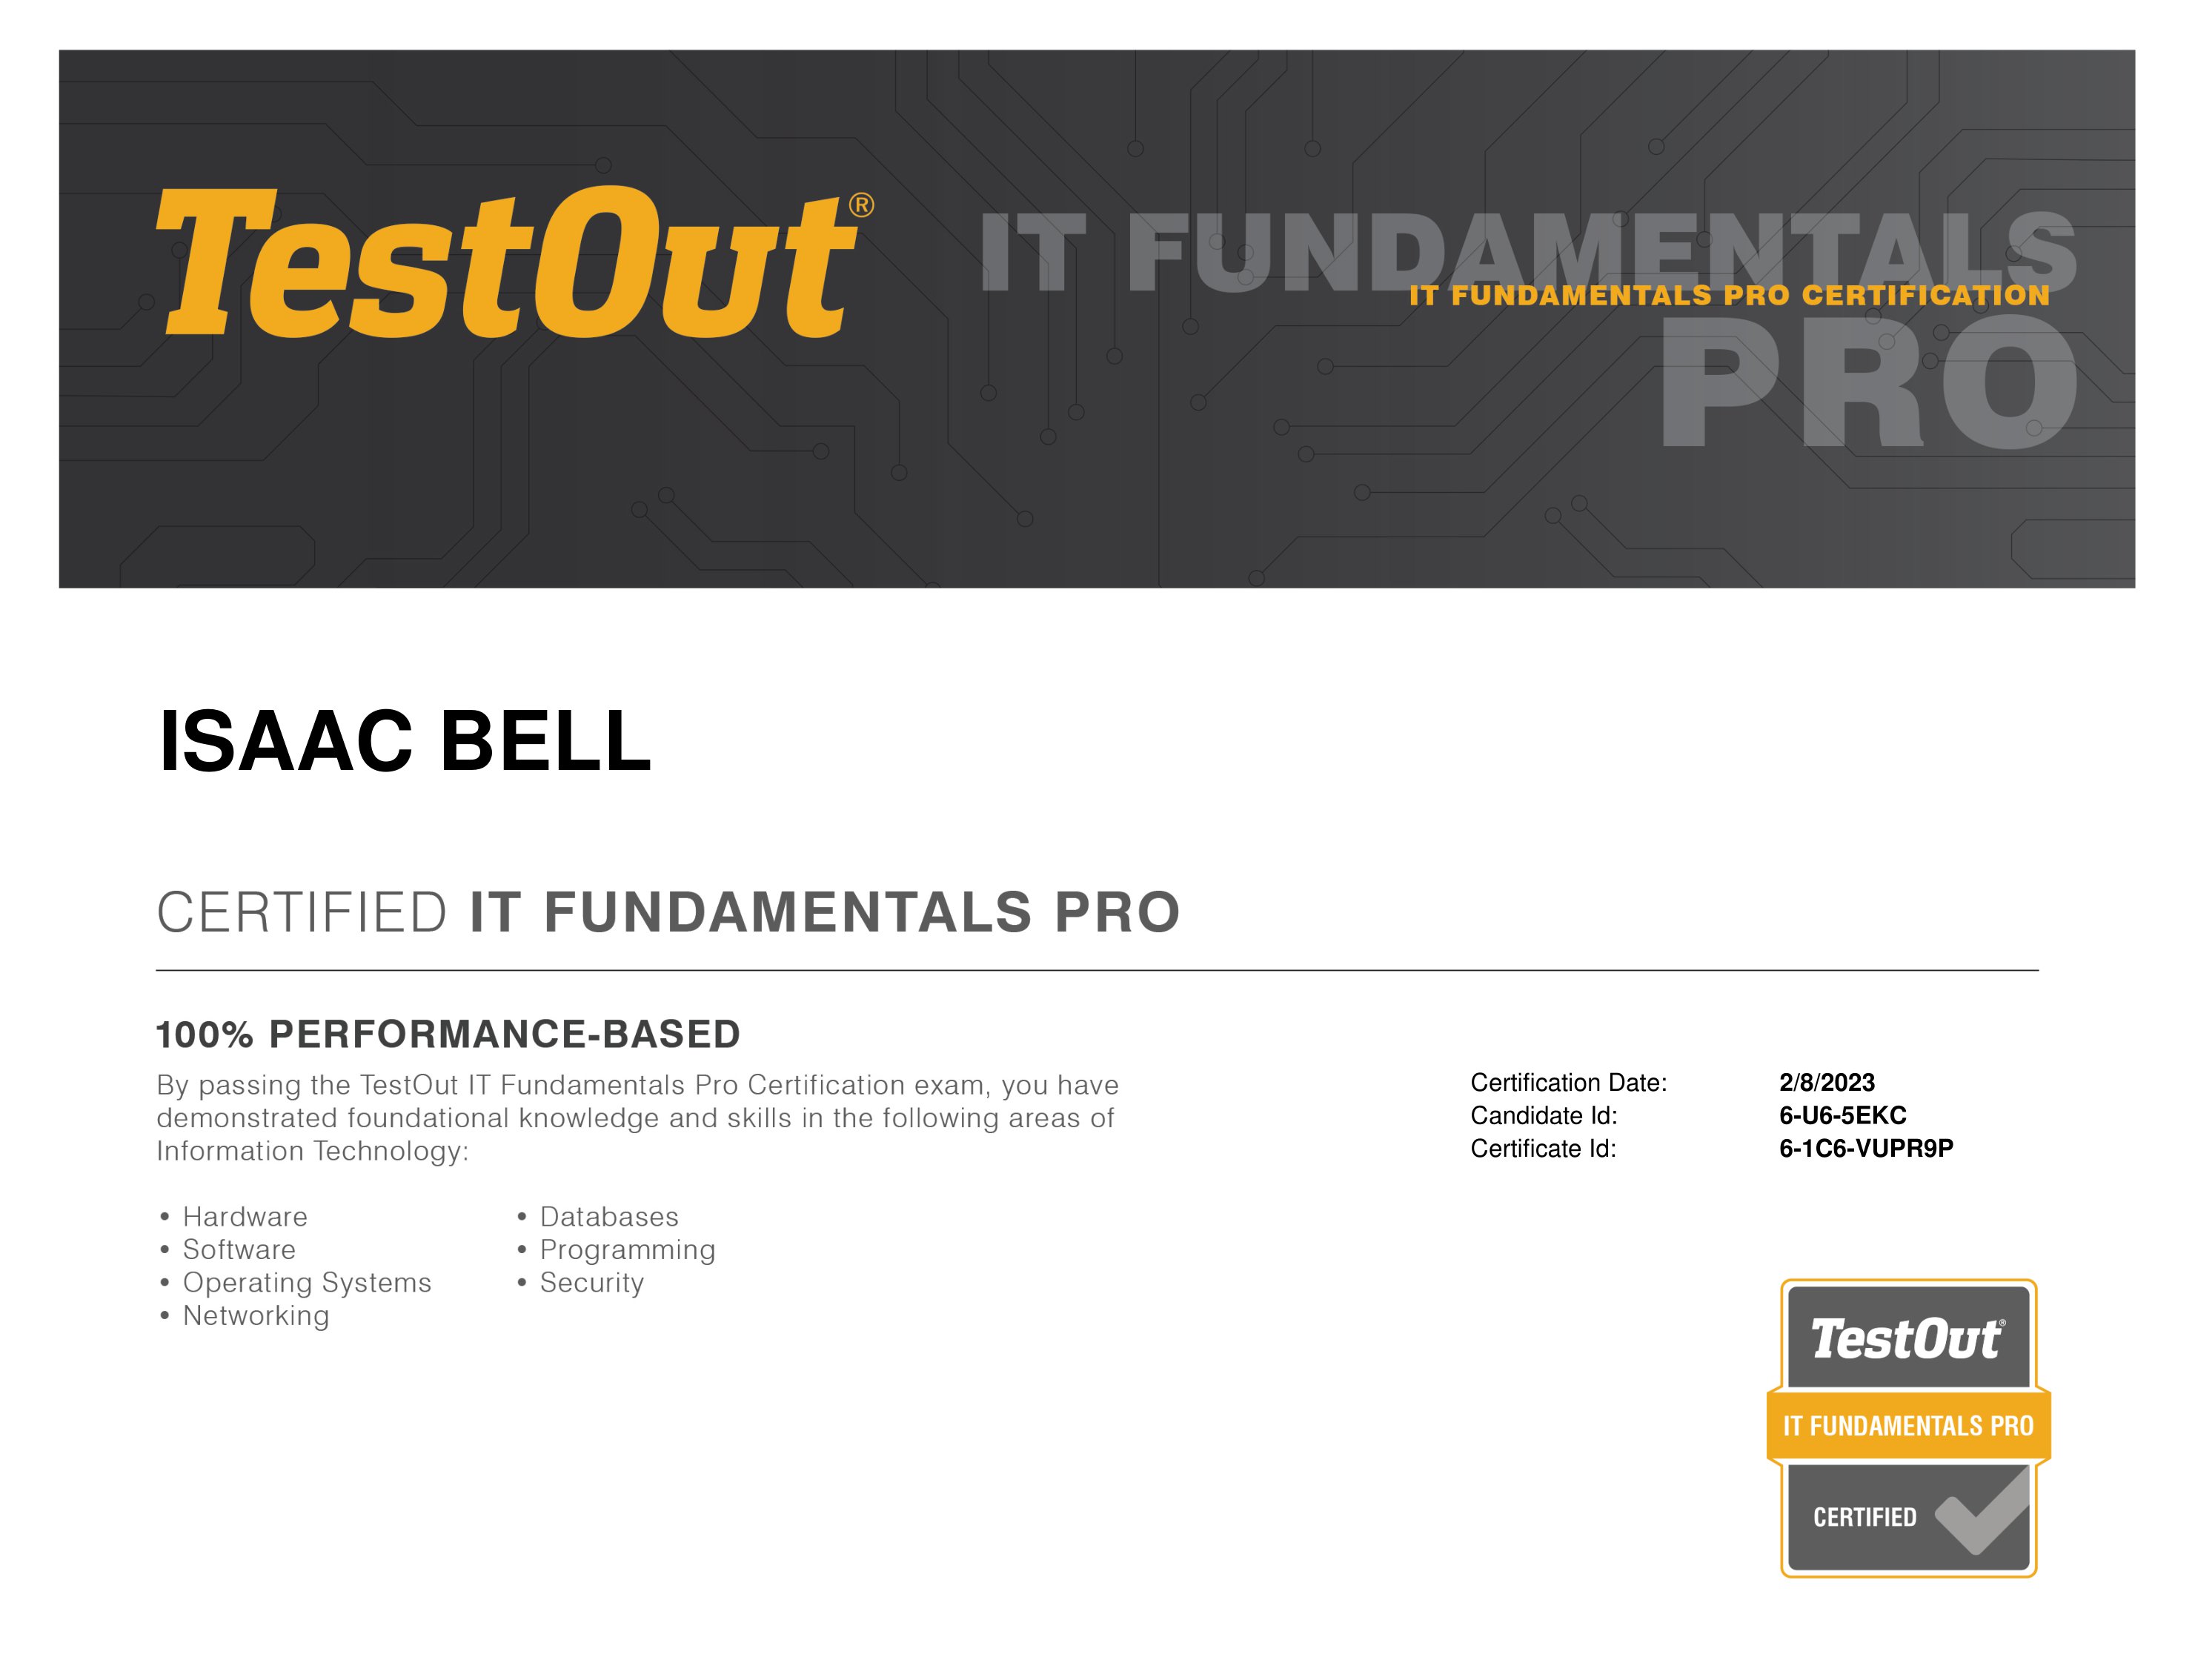 TestOut®
IT FUNDAMENTALS
IT FUNDAMENTALS PRO CERTIFICATION
PRO
ISAAC BELL
CERTIFIED IT FUNDAMENTALS PRO
100% PERFORMANCE-BASED
By passing the TestOut IT Fundamentals Pro Certification exam, you have
demonstrated foundational knowledge and skills in the following areas of
Information Technology:
• Hardware
• Software
• Operating Systems
• Networking
• Databases
• Programming
• Security
Certification Date: 2/8/2023
Candidate Id: 6-U6-5EKC
Certificate Id: 6-1C6-VUPR9P
TestOut®
IT FUNDAMENTALS PRO
CERTIFIED